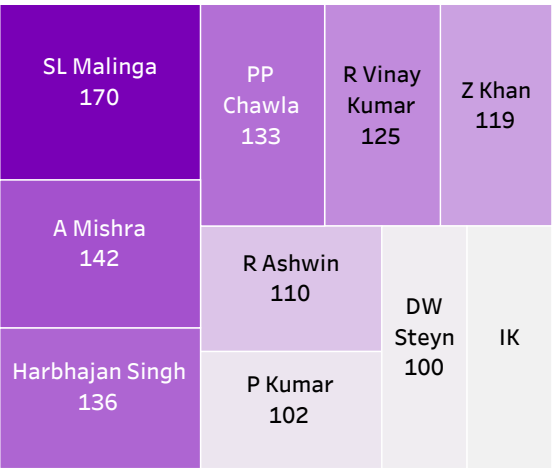 SL Malinga
170
A Mishra
142
Harbhajan Singh
136
PP
Chawla
133
R Vinay
Kumar
125
Z Khan
119
R Ashwin
110
P Kumar
102
DW
Steyn
100
IK